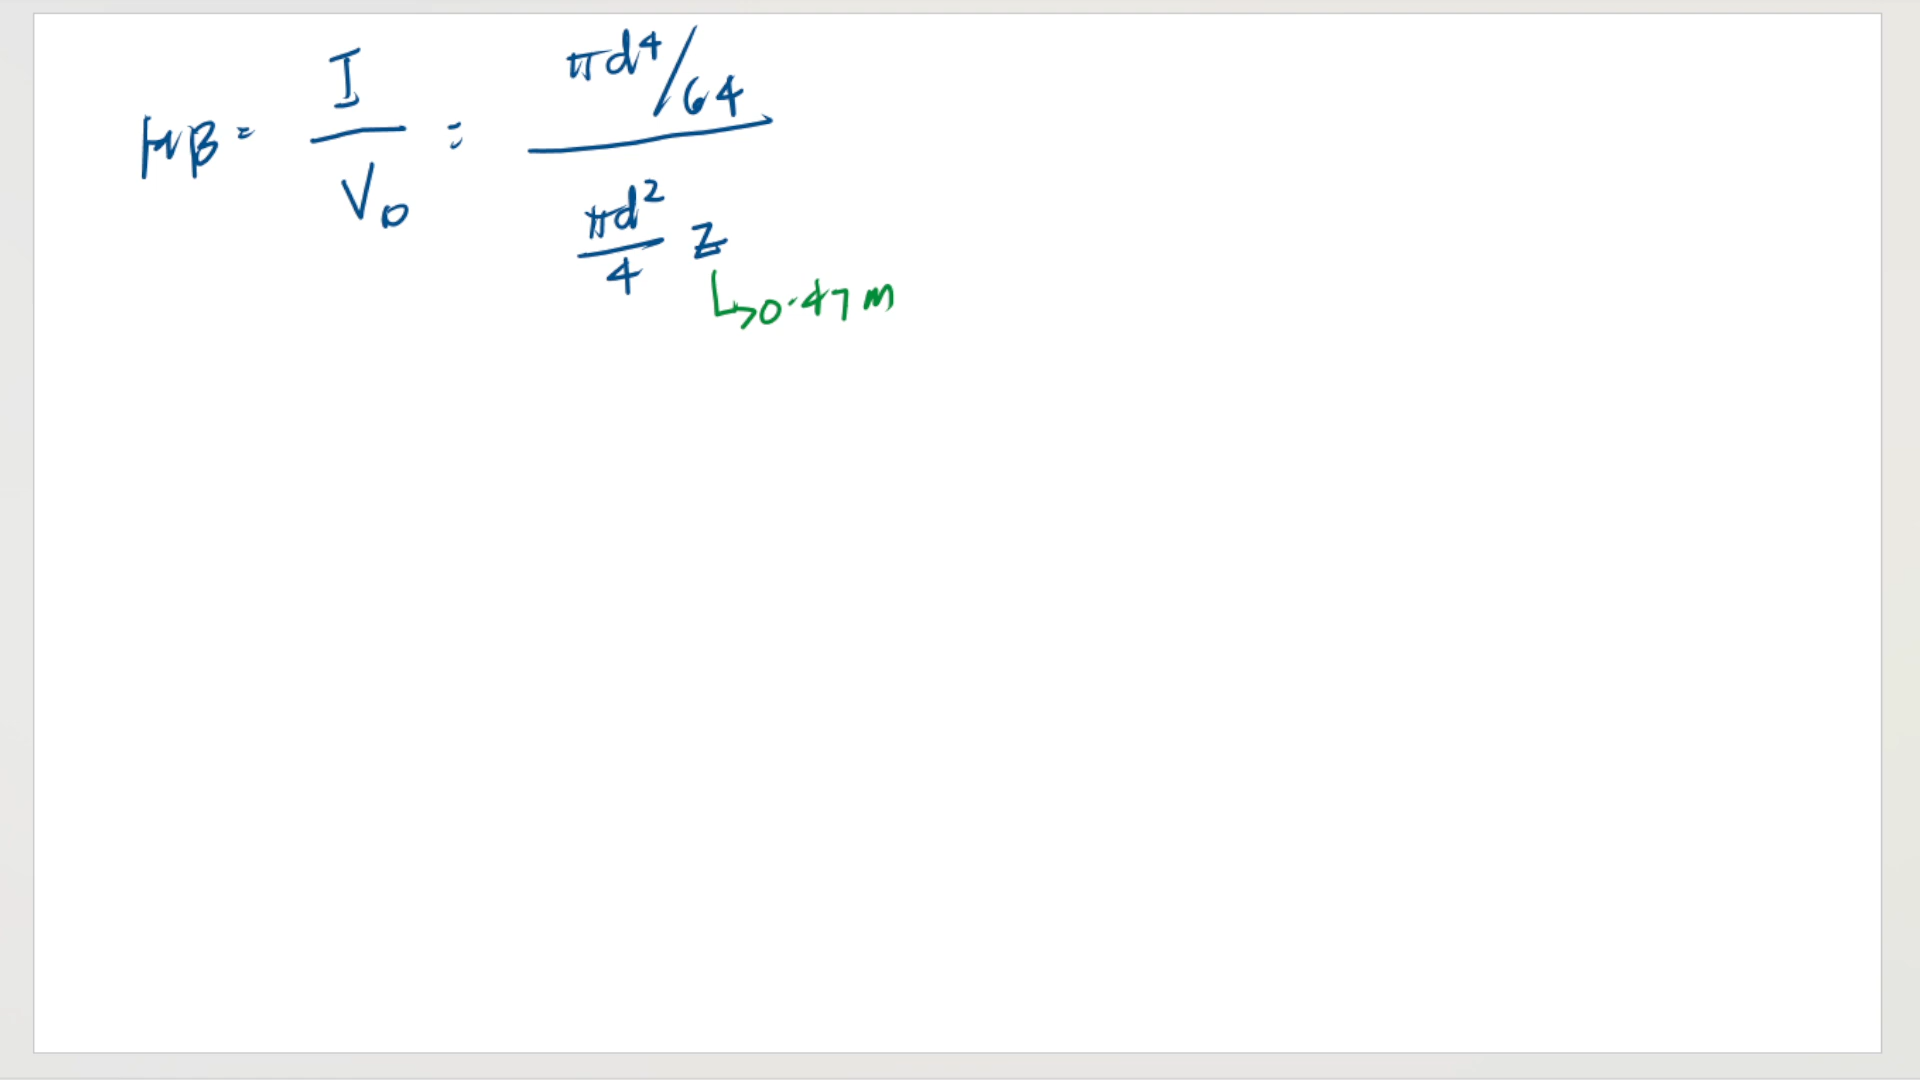 MB = I / V₀ = (πd⁴/64) / (πd²/4 z)
↳ 0.47 m